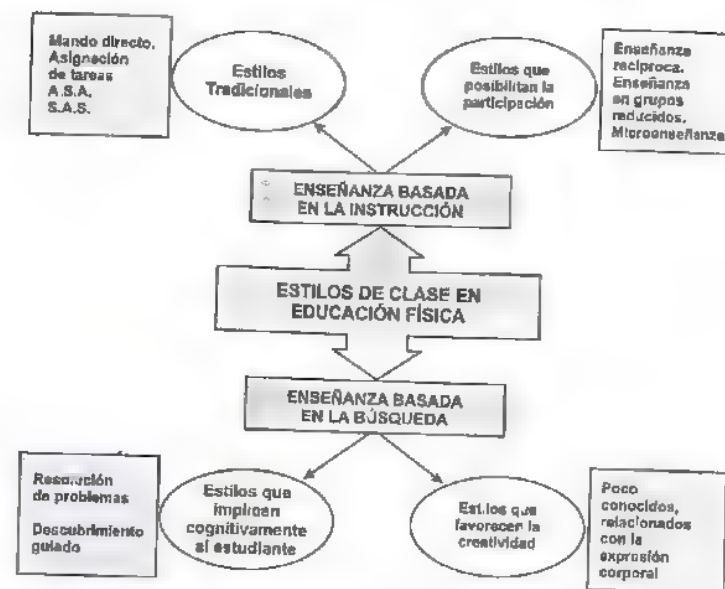 Mando directo.
Asignación
de tareas
A.S.A.
S.A.S.
Estilos
Tradicionales
Estilos que
posibilitan la
participación
Enseñanza
recíproca.
Enseñanza
en grupos
reducidos.
Microenseñanza
ENSEÑANZA BASADA
EN LA INSTRUCCIÓN
ESTILOS DE CLASE EN
EDUCACIÓN FÍSICA
ENSEÑANZA BASADA
EN LA BÚSQUEDA
Resolución
de problemas
Descubrimiento
guiado
Estilos que
implican
cognitivamente
al estudiante
Estilos que
favorecen la
creatividad
Poco
conocidos,
relacionados
con la
expresión
corporal